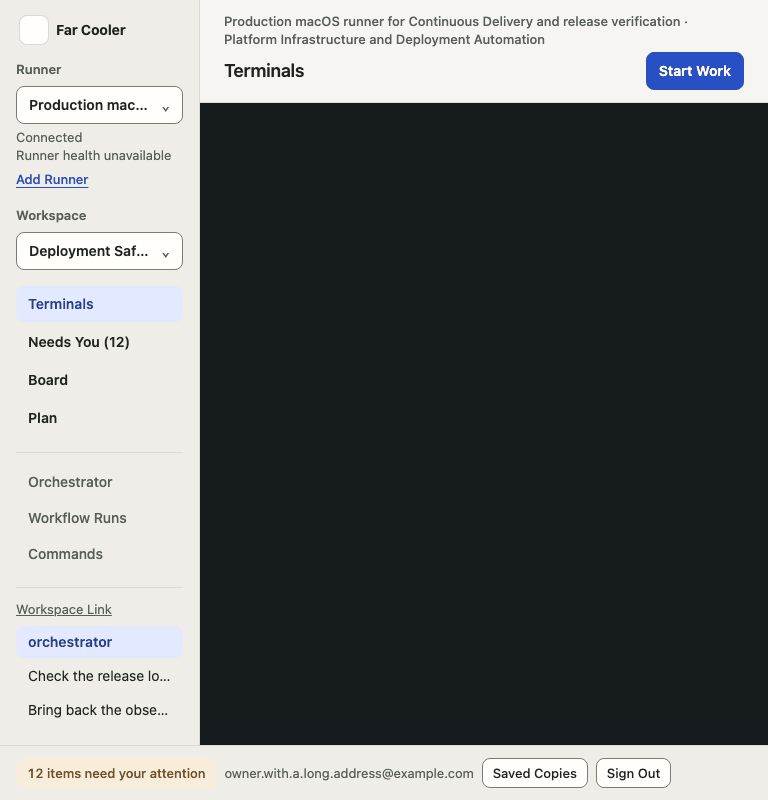 Far Cooler
Runner
Production mac...
Connected
Runner health unavailable
Add Runner
Workspace
Deployment Saf...
Terminals
Needs You (12)
Board
Plan
Orchestrator
Workflow Runs
Commands
Workspace Link
orchestrator
Check the release lo...
Bring back the obse...
Production macOS runner for Continuous Delivery and release verification ·
Platform Infrastructure and Deployment Automation
Terminals
Start Work
12 items need your attention
owner.with.a.long.address@example.com
Saved Copies
Sign Out